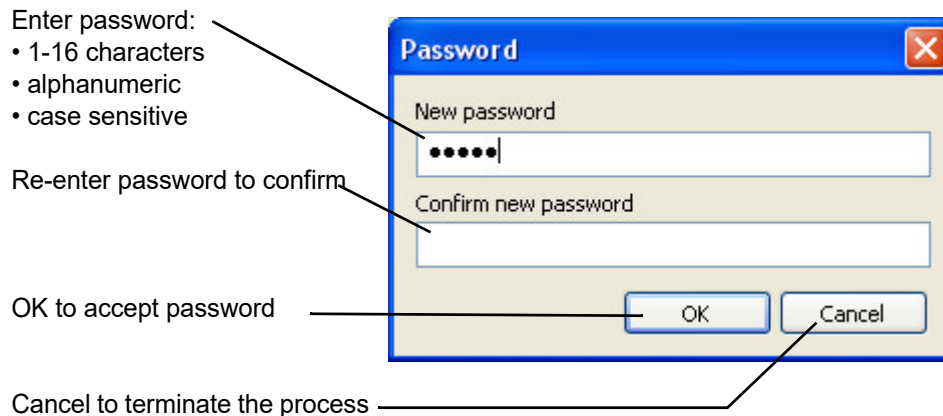 Enter password:
• 1-16 characters
• alphanumeric
• case sensitive
Re-enter password to confirm
OK to accept password
Cancel to terminate the process
Password
New password
•••••
Confirm new password
OK
Cancel